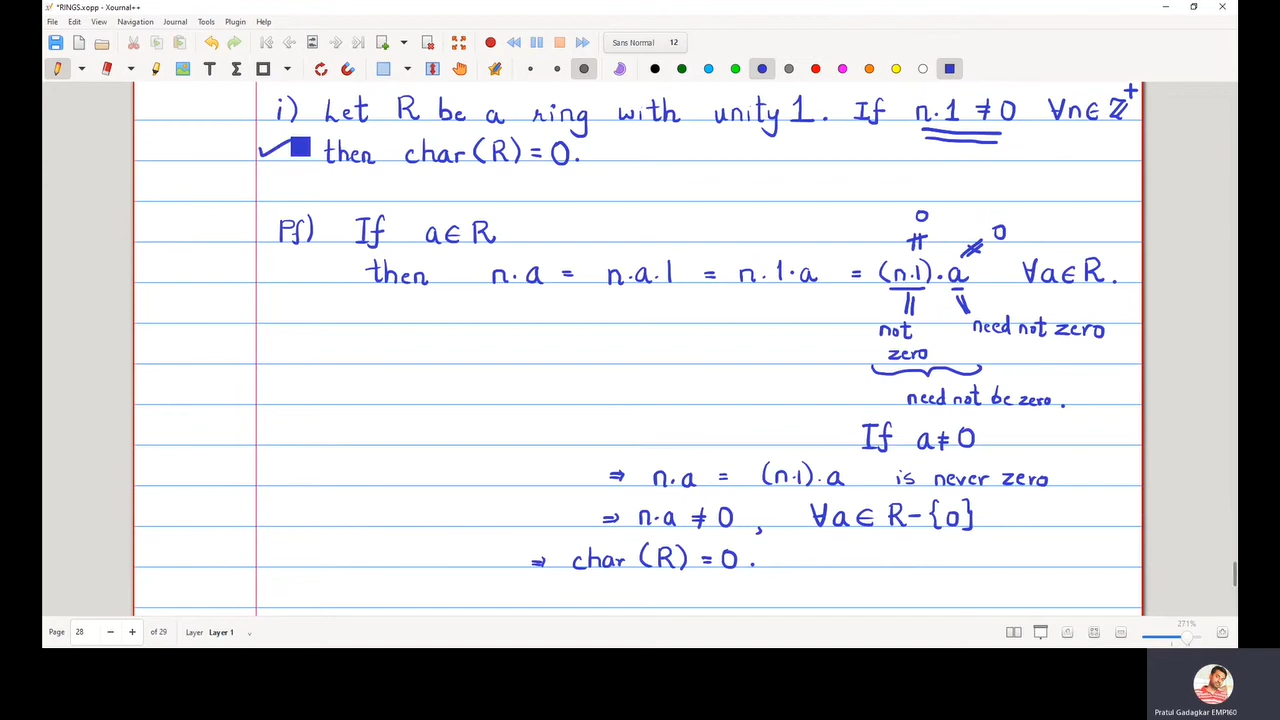 *RINGS.xopp - Xournal++
File Edit View Navigation Journal Tools Plugin Help
Sans Normal 12
i) Let R be a ring with unity 1. If n.1 ≠ 0 ∀n∈ℤ⁺
then char(R) = 0.
0
Pf) If a∈R
0
then n.a = n.a.1 = n.1.a = (n.1).a ∀a∈R.
not zero
need not zero
need not be zero.
If a≠0
⇒ n.a = (n.1).a is never zero
⇒ n.a ≠ 0, ∀a∈R-{0}
⇒ char(R) = 0.
Page 28 of 29 Layer Layer 1
271%
Pratul Gadagkar EMP160